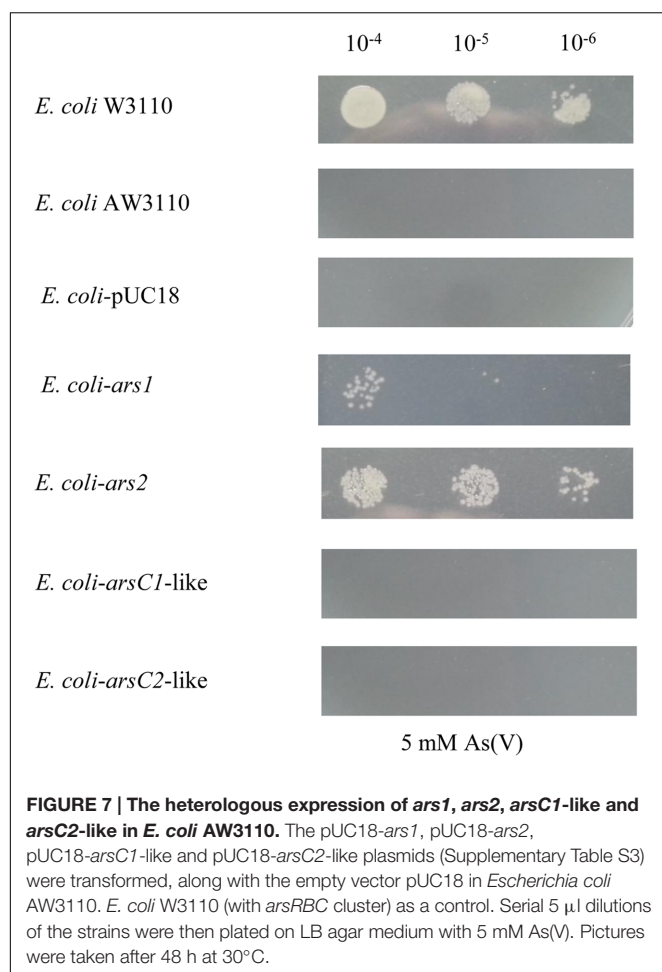 10⁻⁴ 10⁻⁵ 10⁻⁶
E. coli W3110
E. coli AW3110
E. coli-pUC18
E. coli-ars1
E. coli-ars2
E. coli-arsC1-like
E. coli-arsC2-like
5 mM As(V)
FIGURE 7 | The heterologous expression of ars1, ars2, arsC1-like and
arsC2-like in E. coli AW3110. The pUC18-ars1, pUC18-ars2,
pUC18-arsC1-like and pUC18-arsC2-like plasmids (Supplementary Table S3)
were transformed, along with the empty vector pUC18 in Escherichia coli
AW3110. E. coli W3110 (with arsRBC cluster) as a control. Serial 5 μl dilutions
of the strains were then plated on LB agar medium with 5 mM As(V). Pictures
were taken after 48 h at 30°C.